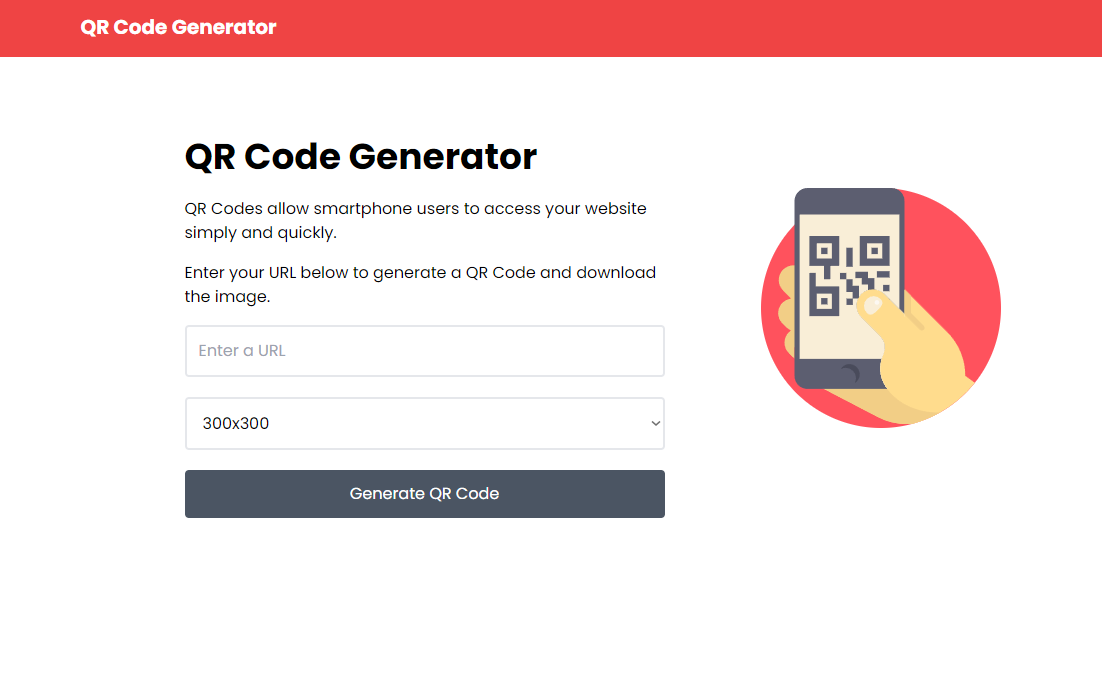 QR Code Generator
QR Code Generator
QR Codes allow smartphone users to access your website
simply and quickly.
Enter your URL below to generate a QR Code and download
the image.
Enter a URL
300x300
Generate QR Code